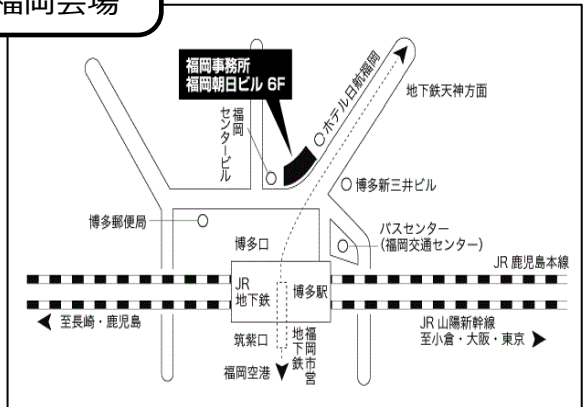 福岡会場
福岡事務所
福岡朝日ビル 6F
ホテル日航福岡
地下鉄天神方面
福岡
センタービル
博多新三井ビル
博多郵便局
バスセンター
(福岡交通センター)
博多口
JR 鹿児島本線
JR
地下鉄
博多駅
至長崎・鹿児島
JR 山陽新幹線
至小倉・大阪・東京
筑紫口
福岡市営
地下鉄
福岡空港